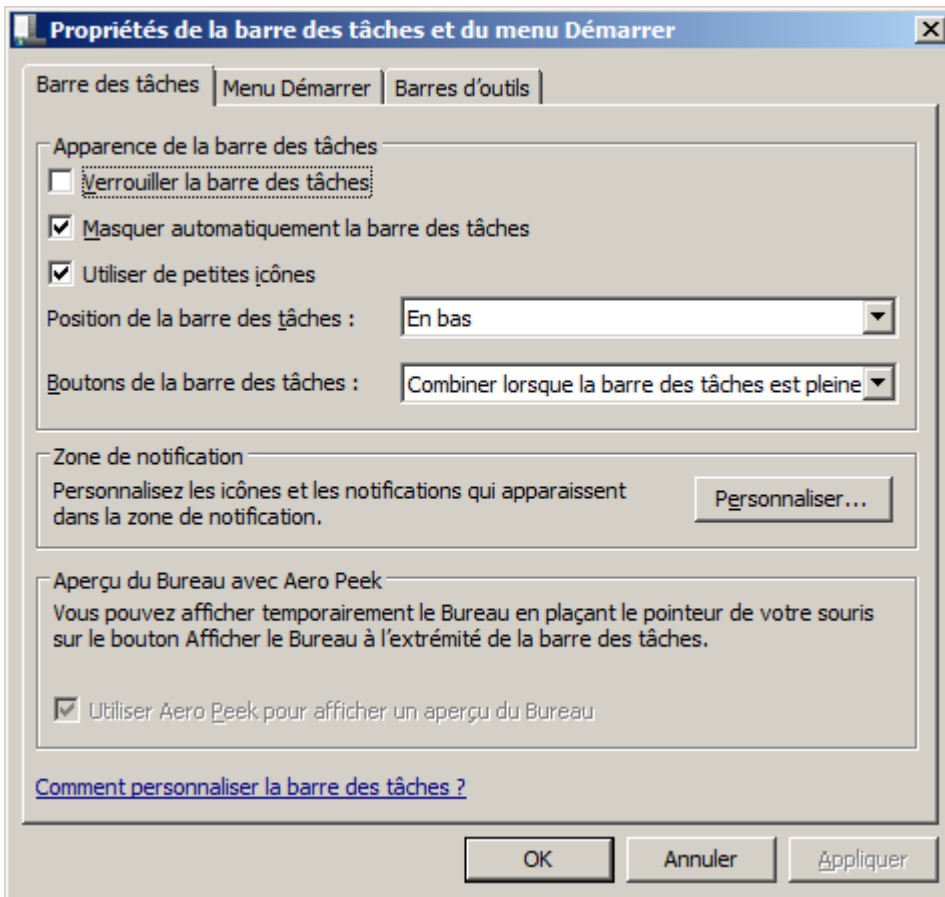 Propriétés de la barre des tâches et du menu Démarrer
Barre des tâches
Menu Démarrer
Barres d'outils
Apparence de la barre des tâches
Verrouiller la barre des tâches
Masquer automatiquement la barre des tâches
Utiliser de petites icônes
Position de la barre des tâches :
En bas
Boutons de la barre des tâches :
Combiner lorsque la barre des tâches est pleine
Zone de notification
Personnalisez les icônes et les notifications qui apparaissent
dans la zone de notification.
Personnaliser...
Aperçu du Bureau avec Aero Peek
Vous pouvez afficher temporairement le Bureau en plaçant le pointeur de votre souris
sur le bouton Afficher le Bureau à l'extrémité de la barre des tâches.
Utiliser Aero Peek pour afficher un aperçu du Bureau
Comment personnaliser la barre des tâches ?
OK
Annuler
Appliquer